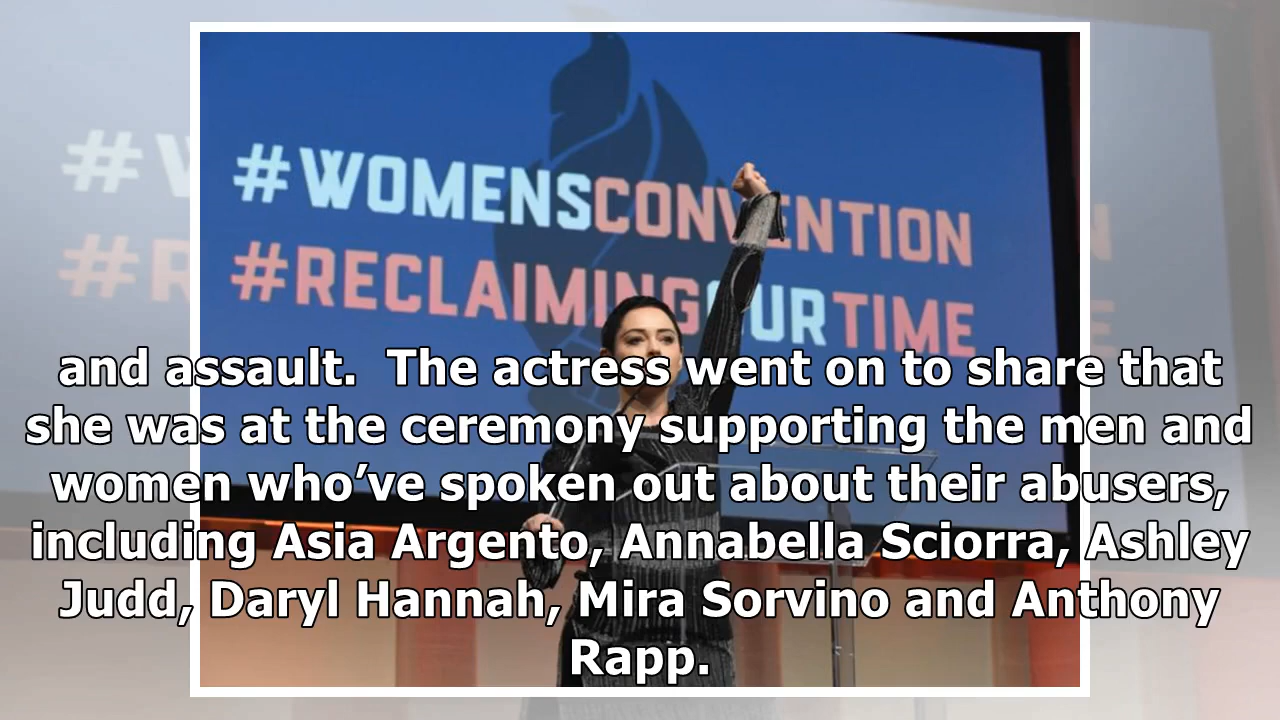 #WOMENSCONVENTION
#RECLAIMINGOURTIME
and assault.  The actress went on to share that
she was at the ceremony supporting the men and
women who’ve spoken out about their abusers,
including Asia Argento, Annabella Sciorra, Ashley
Judd, Daryl Hannah, Mira Sorvino and Anthony
Rapp.